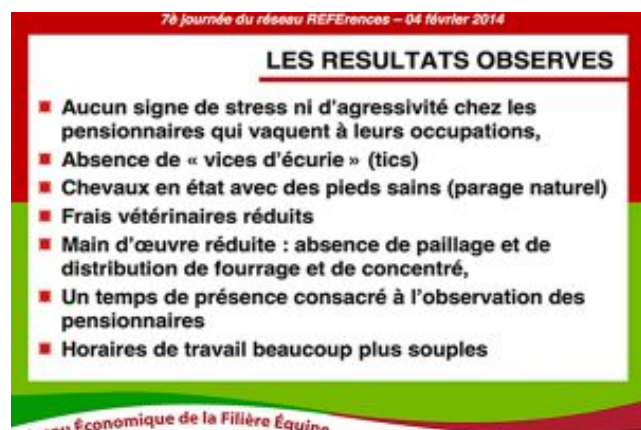 7è journée du réseau REFErences – 04 février 2014
LES RESULTATS OBSERVES
Aucun signe de stress ni d'agressivité chez les
pensionnaires qui vaquent à leurs occupations,
Absence de « vices d'écurie » (tics)
Chevaux en état avec des pieds sains (parage naturel)
Frais vétérinaires réduits
Main d'œuvre réduite : absence de paillage et de
distribution de fourrage et de concentré,
Un temps de présence consacré à l'observation des
pensionnaires
Horaires de travail beaucoup plus souples
Économique de la Filière Équine